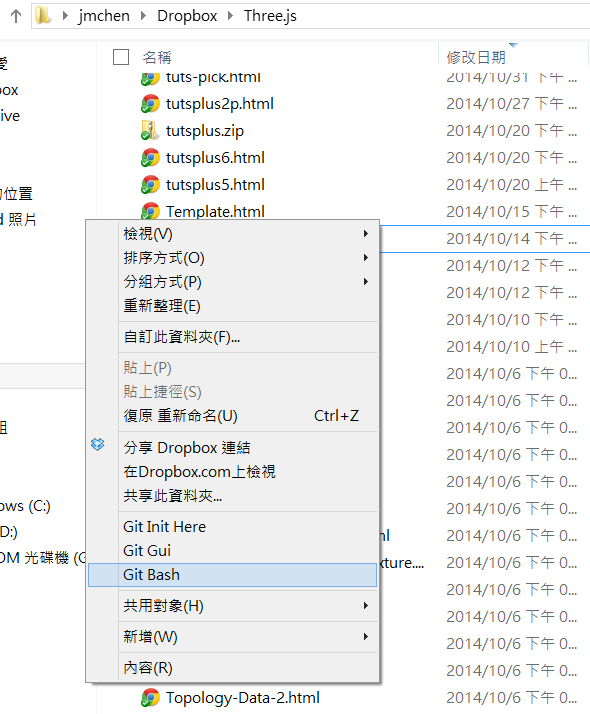 jmchen Dropbox Three.js
名稱 修改日期
愛
tuts-pick.html 2014/10/31 下午 ...
tutsplus2p.html 2014/10/27 下午 ...
tutsplus.zip 2014/10/20 下午 ...
tutsplus6.html 2014/10/20 下午 ...
tutsplus5.html 2014/10/20 上午 ...
的位置
Template.html 2014/10/15 下午 ...
d 照片
2014/10/14 下午 ...
2014/10/12 下午 ...
2014/10/12 下午 ...
2014/10/10 下午 ...
2014/10/10 上午 ...
2014/10/6 下午 0...
2014/10/6 下午 0...
2014/10/6 下午 0...
2014/10/6 下午 0...
2014/10/6 下午 0...
2014/10/6 下午 0...
2014/10/6 下午 0...
2014/10/6 下午 0...
2014/10/6 下午 0...
2014/10/6 下午 0...
2014/10/6 下午 0...
2014/10/6 下午 0...
2014/10/6 下午 0...
檢視(V)
排序方式(O)
分組方式(P)
重新整理(E)
自訂此資料夾(F)...
貼上(P)
貼上捷徑(S)
復原 重新命名(U) Ctrl+Z
分享 Dropbox 連結
在Dropbox.com上檢視
共享此資料夾...
Git Init Here
Git Gui
Git Bash
共用對象(H)
新增(W)
內容(R)
組
ows (C:)
D:)
OM 光碟機 (G
ml
xture....
Topology-Data-2.html
box
ive